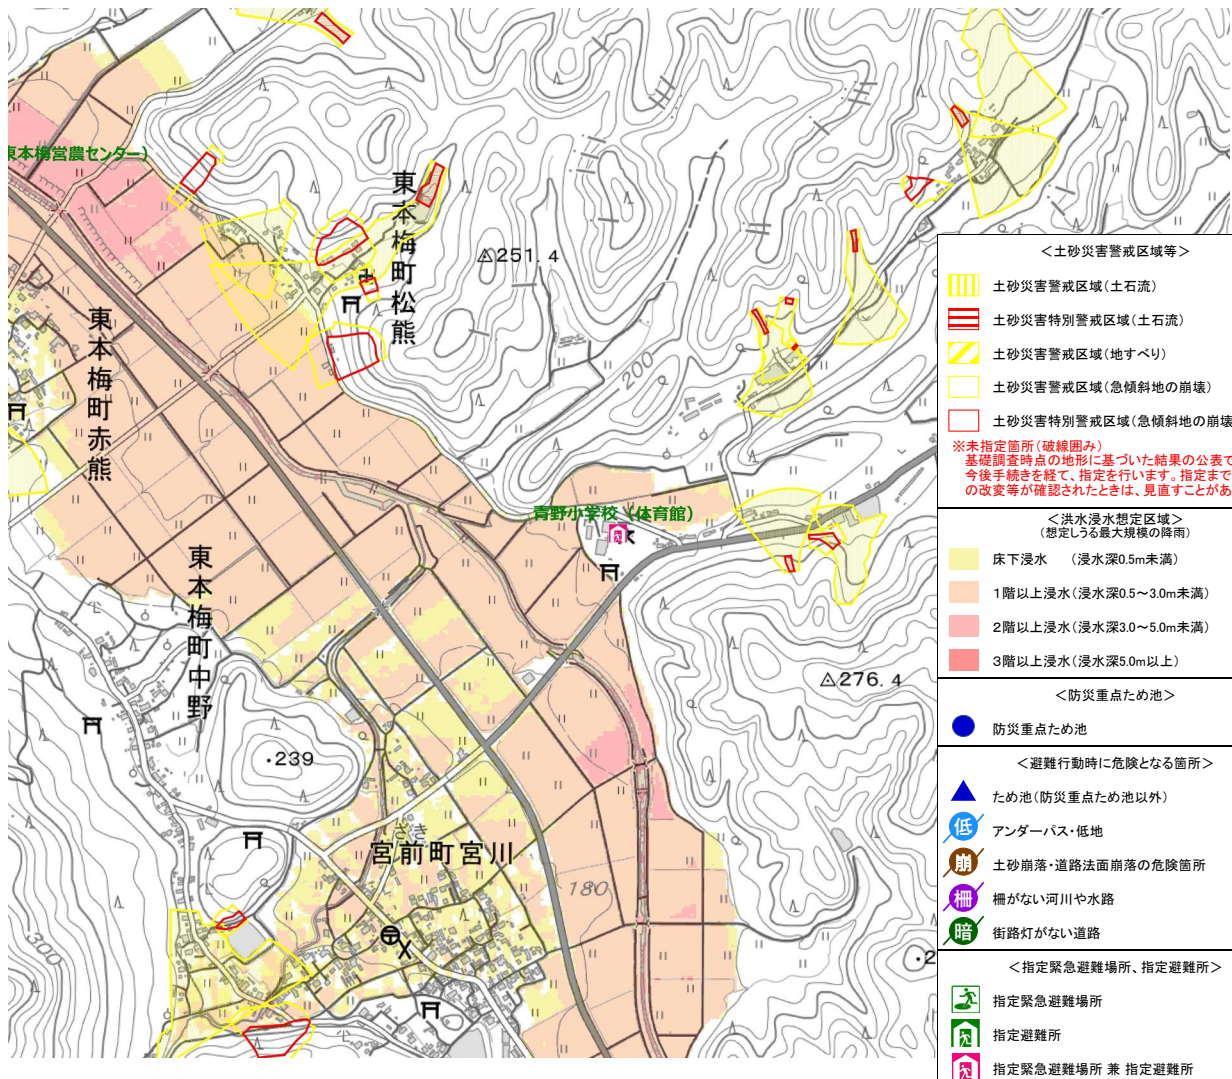 東本梅営農センター)
東本梅町松熊
251.4
東本梅町赤熊
200
青野小学校 (体育館)
東本梅町中野
276.4
・239
さき
宮前町宮川
180
300
<土砂災害警戒区域等>
土砂災害警戒区域(土石流)
土砂災害特別警戒区域(土石流)
土砂災害警戒区域(地すべり)
土砂災害警戒区域(急傾斜地の崩壊)
土砂災害特別警戒区域(急傾斜地の崩壊
※未指定箇所(破線囲み)
基礎調査時点の地形に基づいた結果の公表で
今後手続きを経て、指定を行います。指定まで
の改変等が確認されたときは、見直すことがあ
<洪水浸水想定区域>
(想定しうる最大規模の降雨)
床下浸水 (浸水深0.5m未満)
1階以上浸水(浸水深0.5~3.0m未満)
2階以上浸水(浸水深3.0~5.0m未満)
3階以上浸水(浸水深5.0m以上)
<防災重点ため池>
防災重点ため池
<避難行動時に危険となる箇所>
ため池(防災重点ため池以外)
低 アンダーパス・低地
崩 土砂崩落・道路法面崩落の危険箇所
柵 柵がない河川や水路
暗 街路灯がない道路
<指定緊急避難場所、指定避難所>
指定緊急避難場所
指定避難所
指定緊急避難場所 兼 指定避難所